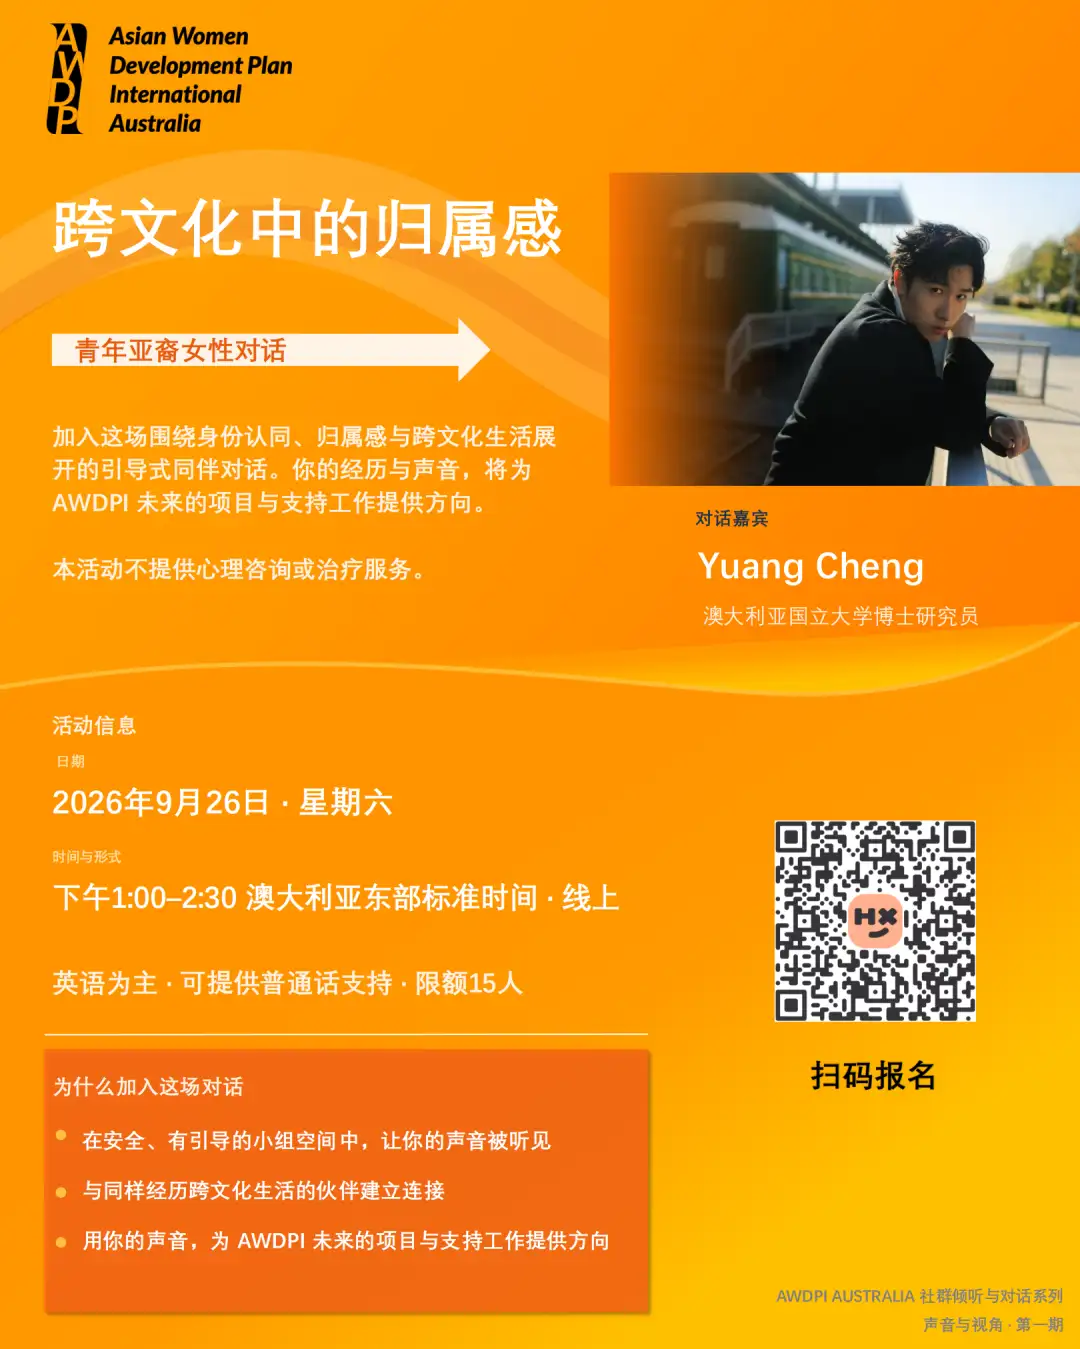 AWDP
Asian Women
Development Plan
International
Australia
跨文化中的归属感
青年亚裔女性对话
加入这场围绕身份认同、归属感与跨文化生活展
开的引导式同伴对话。你的经历与声音，将为
AWDPI 未来的项目与支持工作提供方向。
本活动不提供心理咨询或治疗服务。
对话嘉宾
Yuang Cheng
澳大利亚国立大学博士研究员
活动信息
日期
2026年9月26日 · 星期六
时间与形式
下午1:00–2:30 澳大利亚东部标准时间 · 线上
英语为主 · 可提供普通话支持 · 限额15人
HX
扫码报名
为什么加入这场对话
在安全、有引导的小组空间中，让你的声音被听见
与同样经历跨文化生活的伙伴建立连接
用你的声音，为 AWDPI 未来的项目与支持工作提供方向
AWDPI AUSTRALIA 社群倾听与对话系列
声音与视角 · 第一期